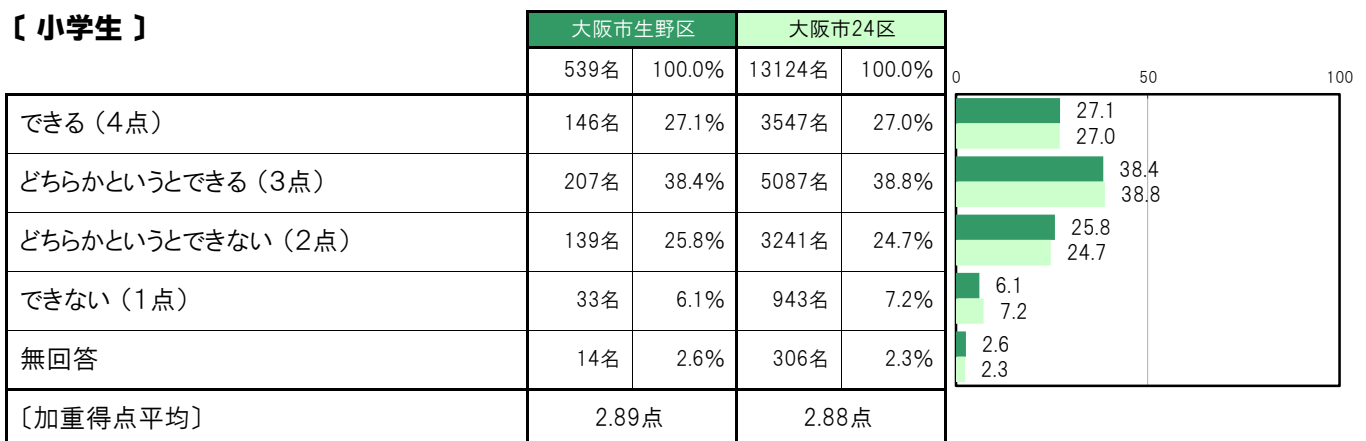 〔 小学生 〕
大阪市生野区 大阪市24区
539名 100.0% 13124名 100.0%
0 50 100
できる（4点） 146名 27.1% 3547名 27.0%
27.1
27.0
どちらかというとできる（3点） 207名 38.4% 5087名 38.8%
38.4
38.8
どちらかというとできない（2点） 139名 25.8% 3241名 24.7%
25.8
24.7
できない（1点） 33名 6.1% 943名 7.2%
6.1
7.2
無回答 14名 2.6% 306名 2.3%
2.6
2.3
〔加重得点平均〕 2.89点 2.88点